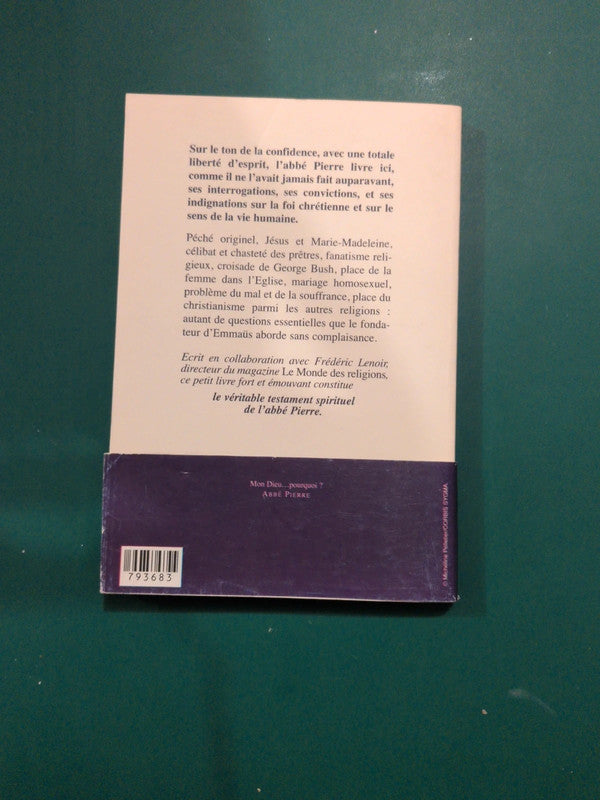 Sur le ton de la confidence, avec une totale
liberté d'esprit, l'abbé Pierre livre ici,
comme il ne l'avait jamais fait auparavant,
ses interrogations, ses convictions, et ses
indignations sur la foi chrétienne et sur le
sens de la vie humaine.
Péché originel, Jésus et Marie-Madeleine,
célibat et chasteté des prêtres, fanatisme reli-
gieux, croisade de George Bush, place de la
femme dans l'Eglise, mariage homosexuel,
problème du mal et de la souffrance, place du
christianisme parmi les autres religions :
autant de questions essentielles que le fonda-
teur d'Emmaüs aborde sans complaisance.
Ecrit en collaboration avec Frédéric Lenoir,
directeur du magazine Le Monde des religions,
ce petit livre fort et émouvant constitue
le véritable testament spirituel
de l'abbé Pierre.
Mon Dieu...pourquoi ?
ABBÉ PIERRE
793683
© Micheline Pelletier/CORBIS SYGMA